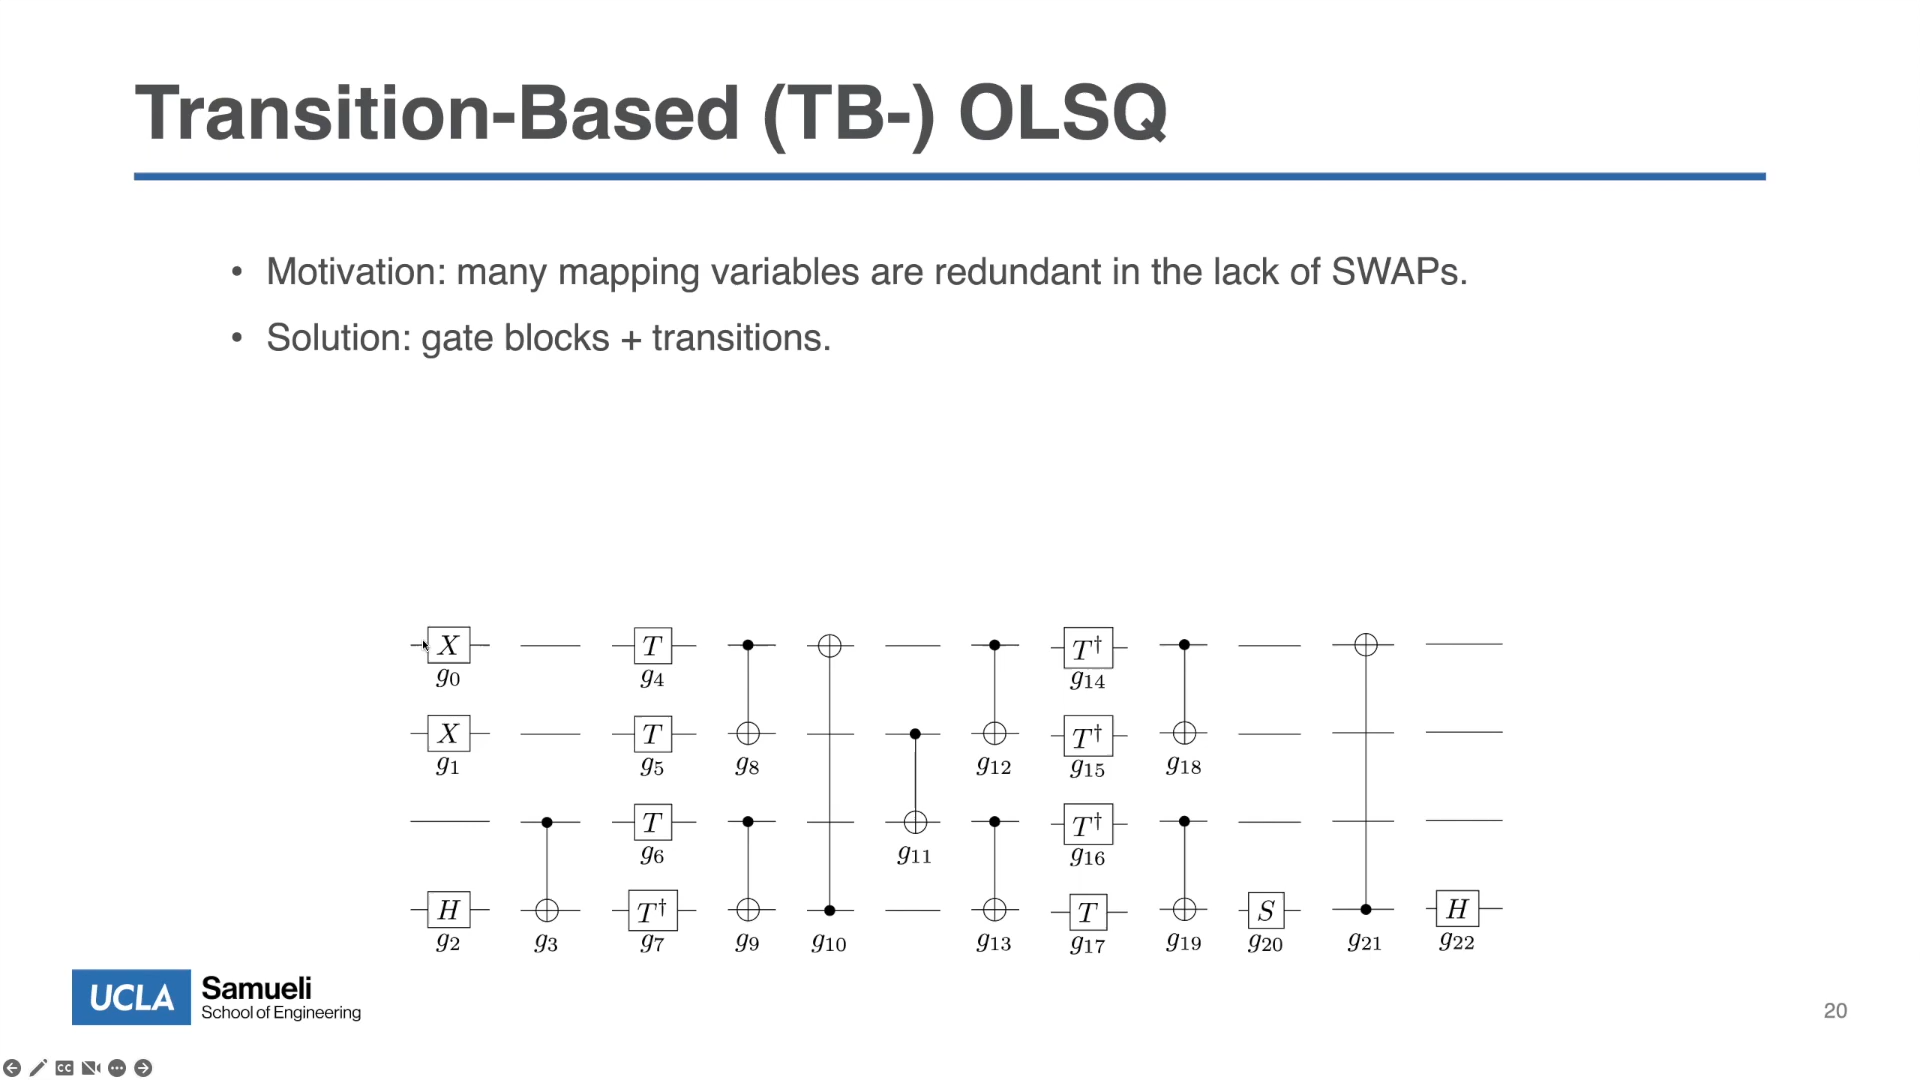 Transition-Based (TB-) OLSQ
• Motivation: many mapping variables are redundant in the lack of SWAPs.
• Solution: gate blocks + transitions.
X T T†
g0 g4 g14
X T T†
g1 g5 g8 g12 g15 g18
T T†
g6 g11 g16
H T† T S H
g2 g3 g7 g9 g10 g13 g17 g19 g20 g21 g22
UCLA Samueli
School of Engineering
20
CC